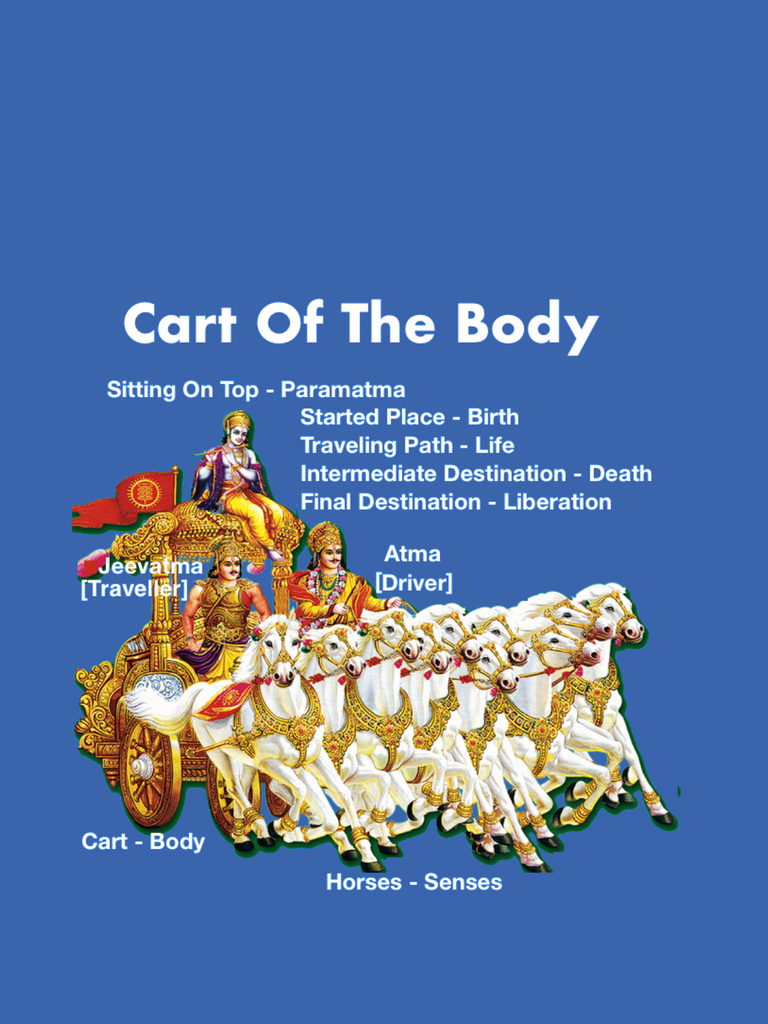 Cart Of The Body
Sitting On Top - Paramatma
Started Place - Birth
Traveling Path - Life
Intermediate Destination - Death
Final Destination - Liberation
Jeevatma
[Traveller]
Atma
[Driver]
Cart - Body
Horses - Senses